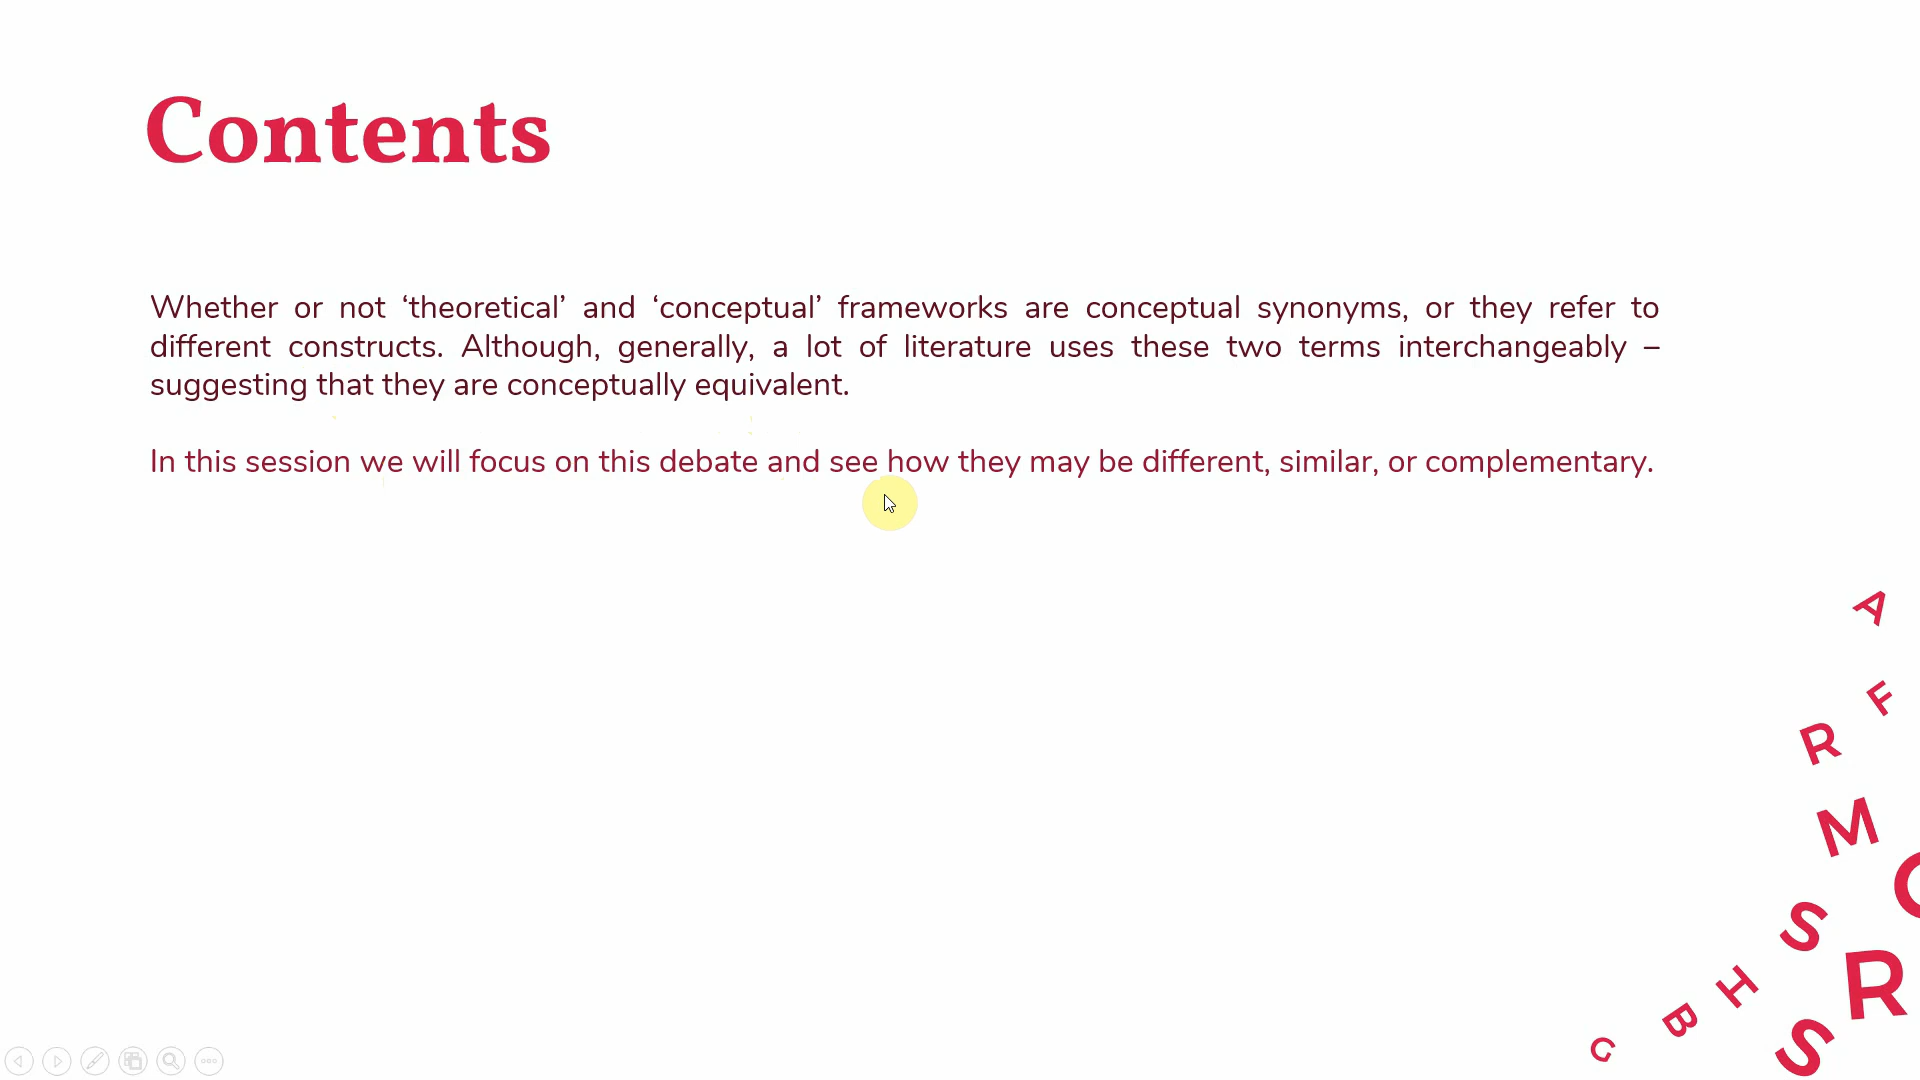 Contents
Whether or not ‘theoretical’ and ‘conceptual’ frameworks are conceptual synonyms, or they refer to
different constructs. Although, generally, a lot of literature uses these two terms interchangeably –
suggesting that they are conceptually equivalent.
In this session we will focus on this debate and see how they may be different, similar, or complementary.
A
F
R
M
S
R
H
B
S
C